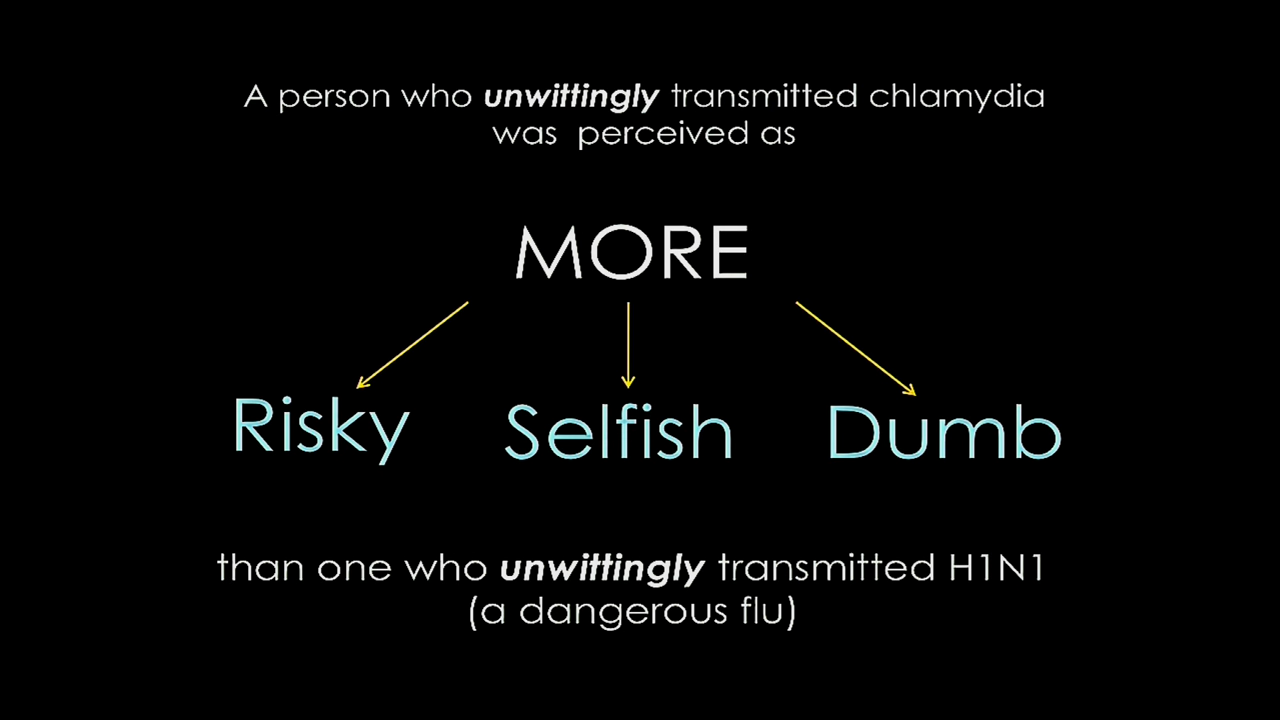 A person who unwittingly transmitted chlamydia
was perceived as
MORE
Risky Selfish Dumb
than one who unwittingly transmitted H1N1
(a dangerous flu)